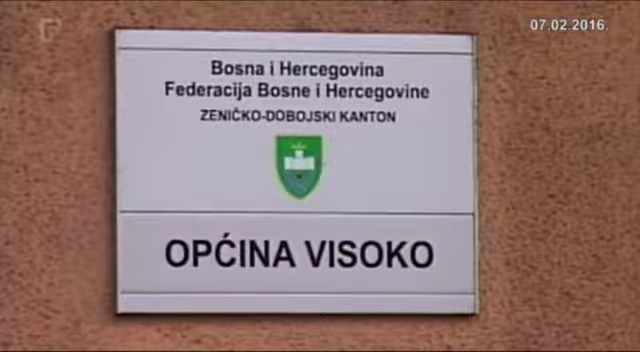 07.02.2016.
Bosna i Hercegovina
Federacija Bosne i Hercegovine
ZENIČKO-DOBOJSKI KANTON
OPĆINA VISOKO